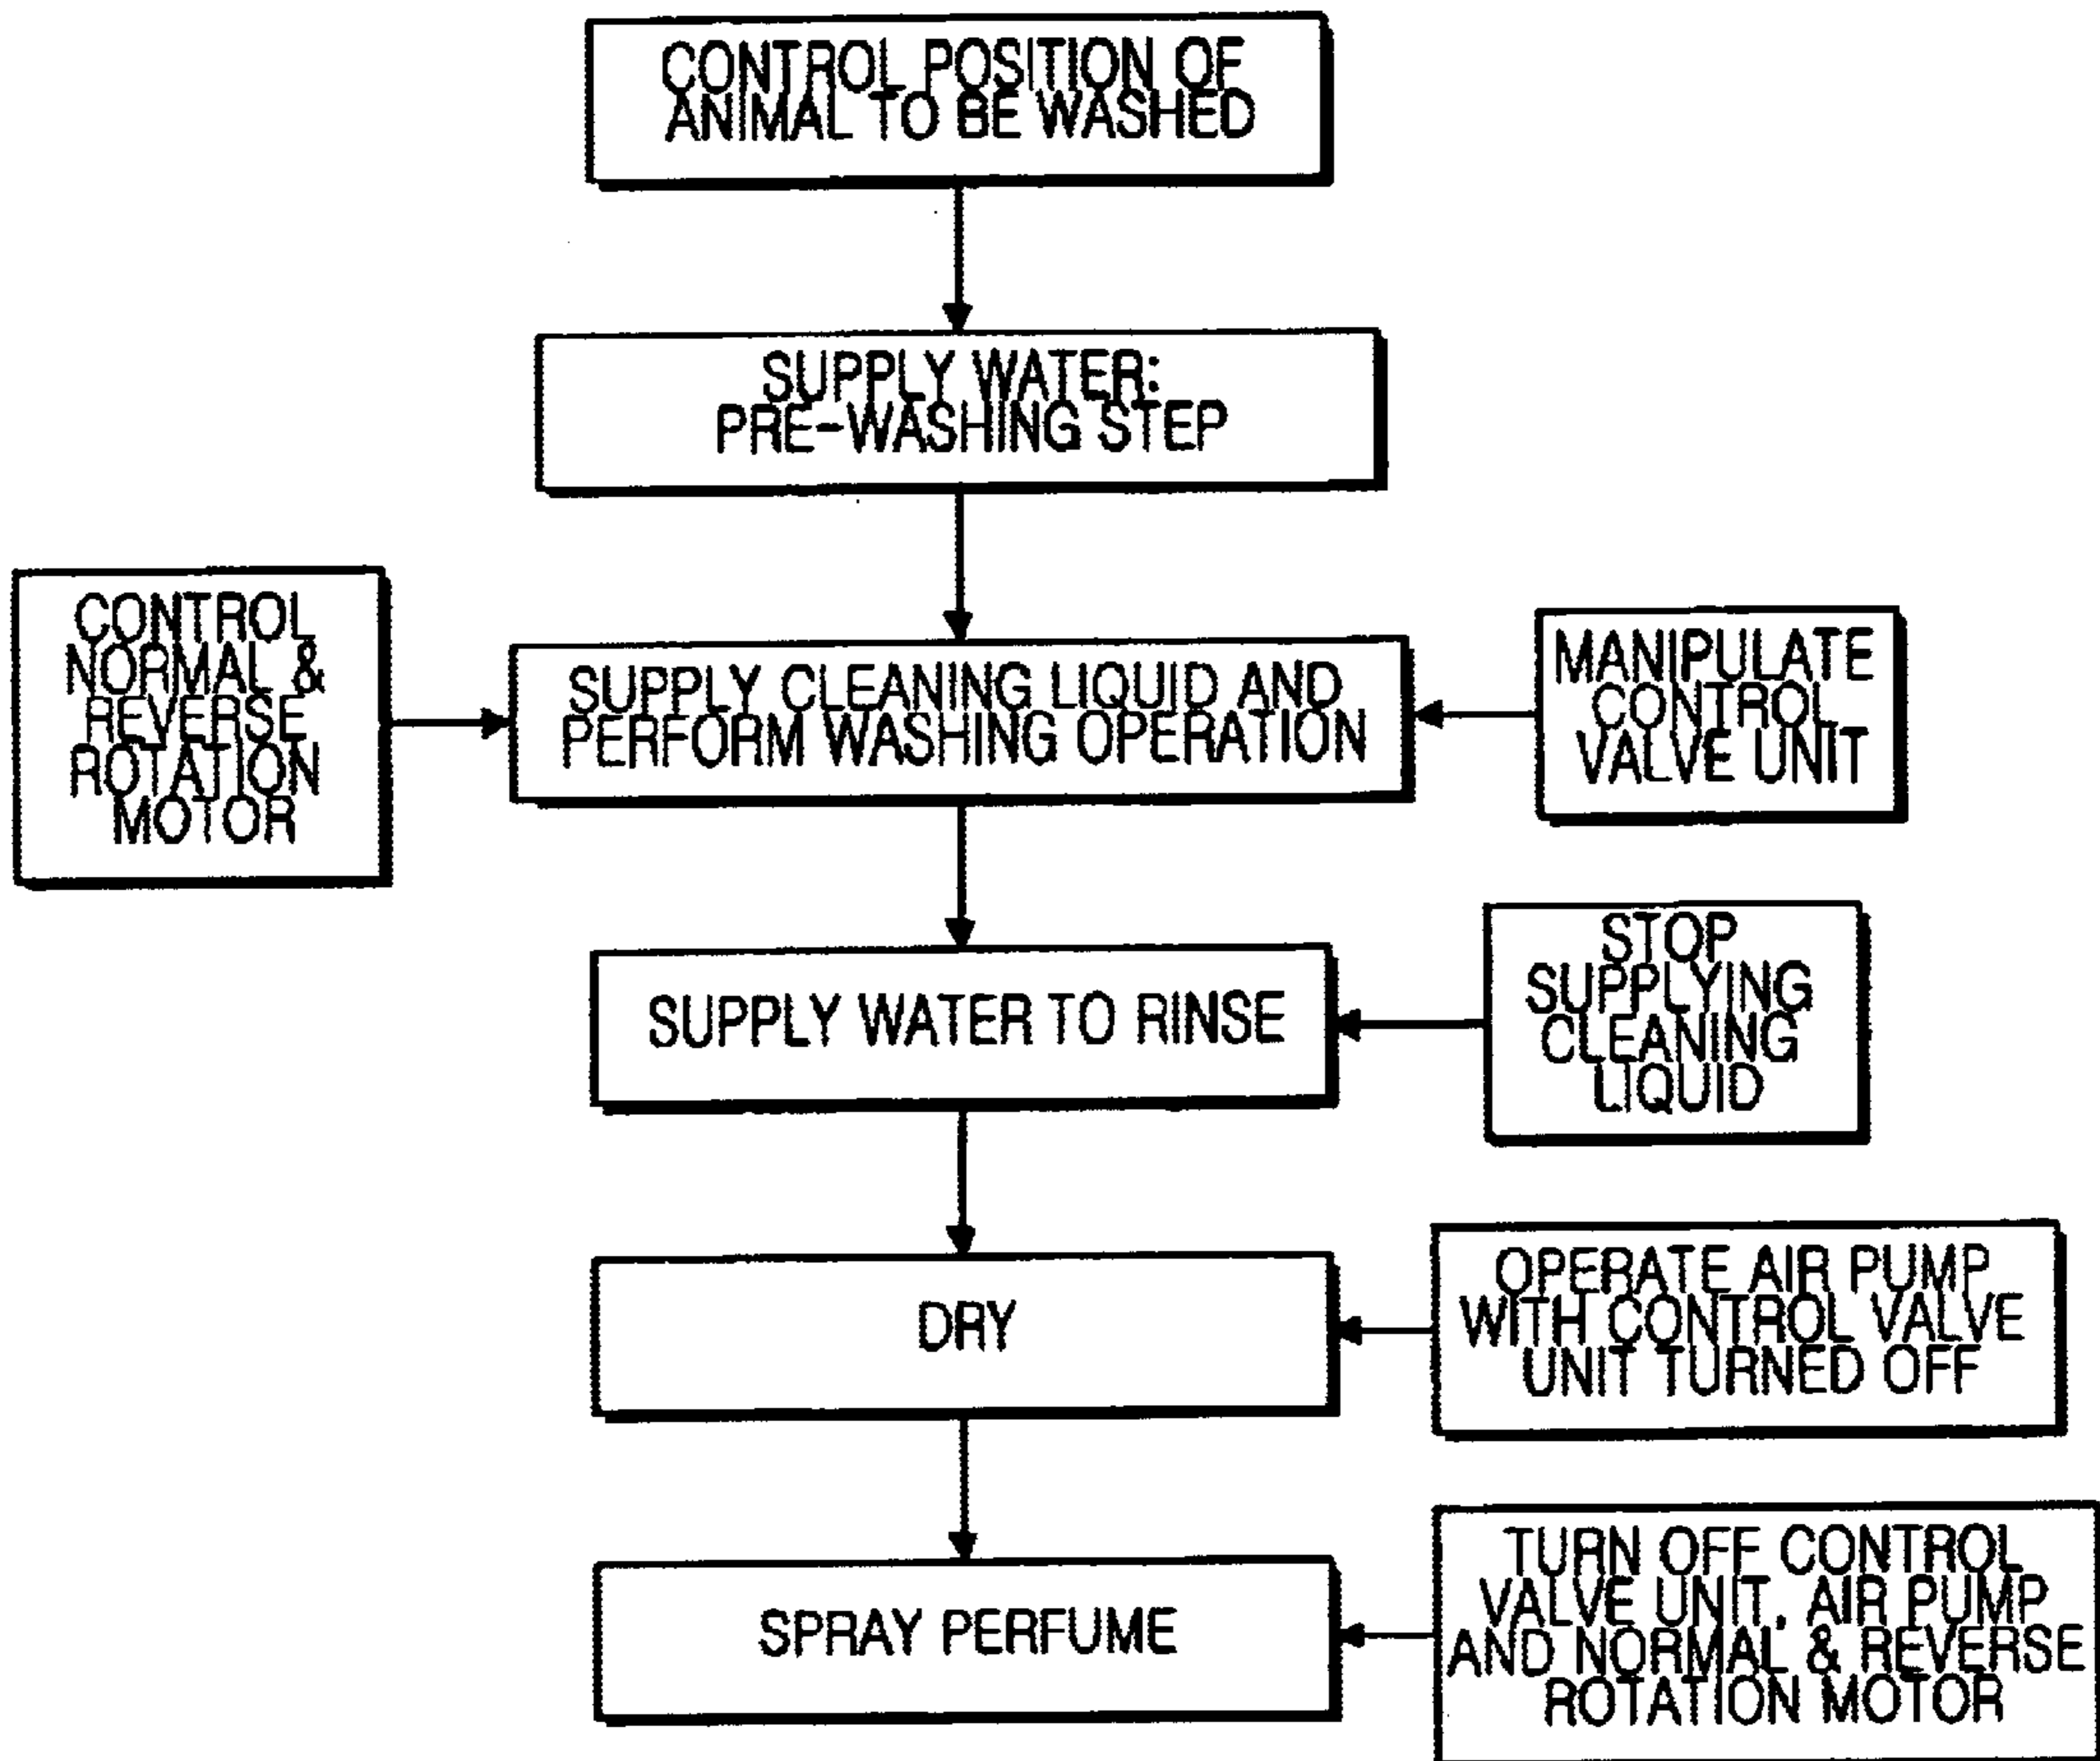 CONTROL POSITION OF
ANIMAL TO BE WASHED
SUPPLY WATER:
PRE-WASHING STEP
CONTROL
NORMAL &
REVERSE
ROTATION
MOTOR
SUPPLY CLEANING LIQUID AND
PERFORM WASHING OPERATION
MANIPULATE
CONTROL
VALVE UNIT
SUPPLY WATER TO RINSE
STOP
SUPPLYING
CLEANING
LIQUID
DRY
OPERATE AIR PUMP
WITH CONTROL VALVE
UNIT TURNED OFF
SPRAY PERFUME
TURN OFF CONTROL
VALVE UNIT, AIR PUMP
AND NORMAL & REVERSE
ROTATION MOTOR